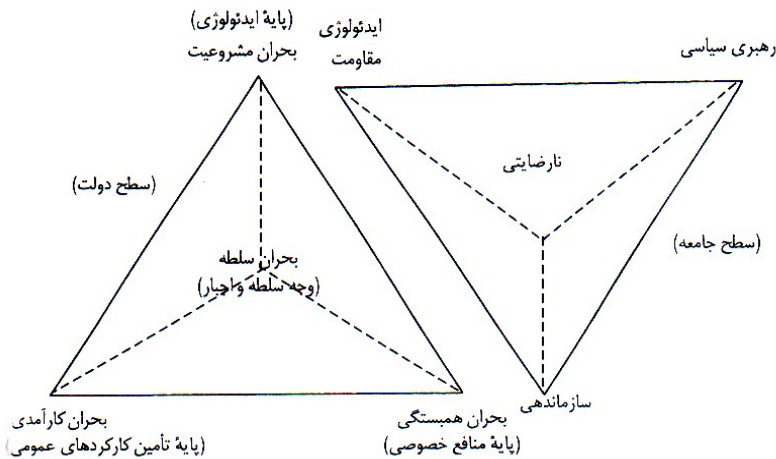 (پایهٔ ایدئولوژی)
بحران مشروعیت
ایدئولوژی
مقاومت
رهبری سیاسی
نارضایتی
(سطح دولت)
(سطح جامعه)
بحران سلطه
(وجه سلطه و اجبار)
سازماندهی
بحران همبستگی
(پایهٔ منافع خصوصی)
بحران کارآمدی
(پایهٔ تأمین کارکردهای عمومی)